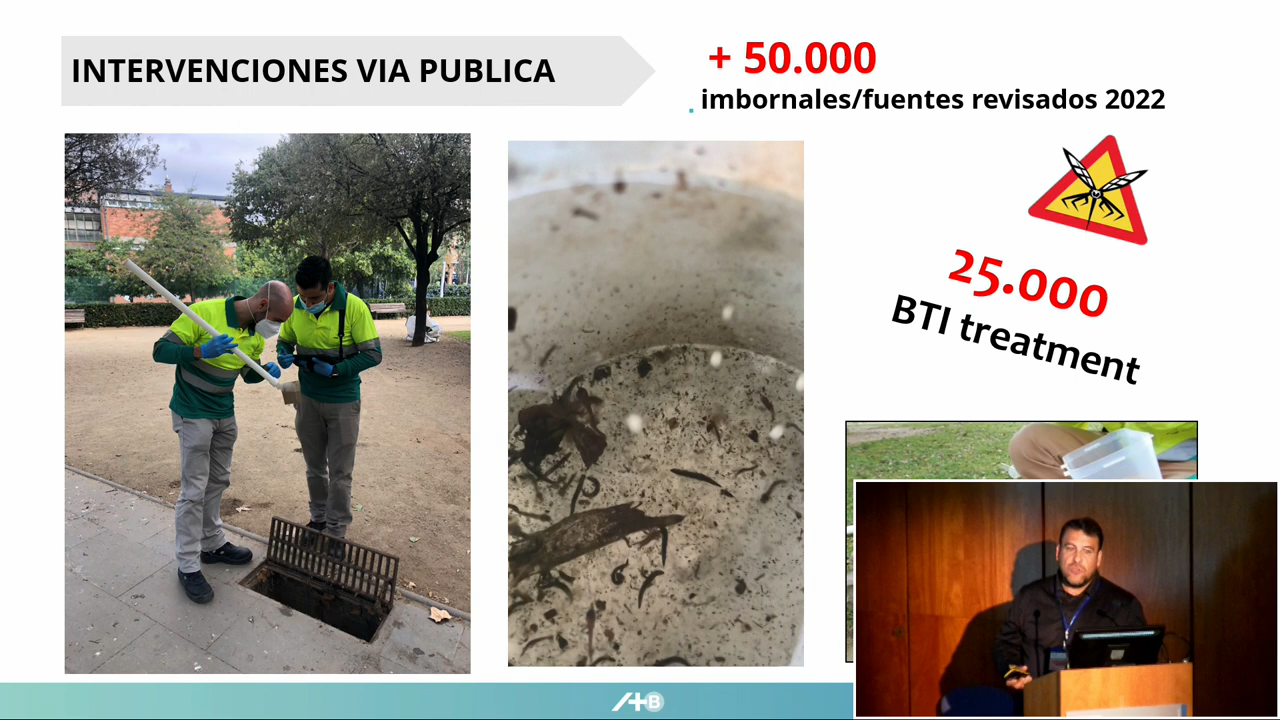 INTERVENCIONES VIA PUBLICA
+ 50.000
imbornales/fuentes revisados 2022
25.000
BTI treatment
A+B